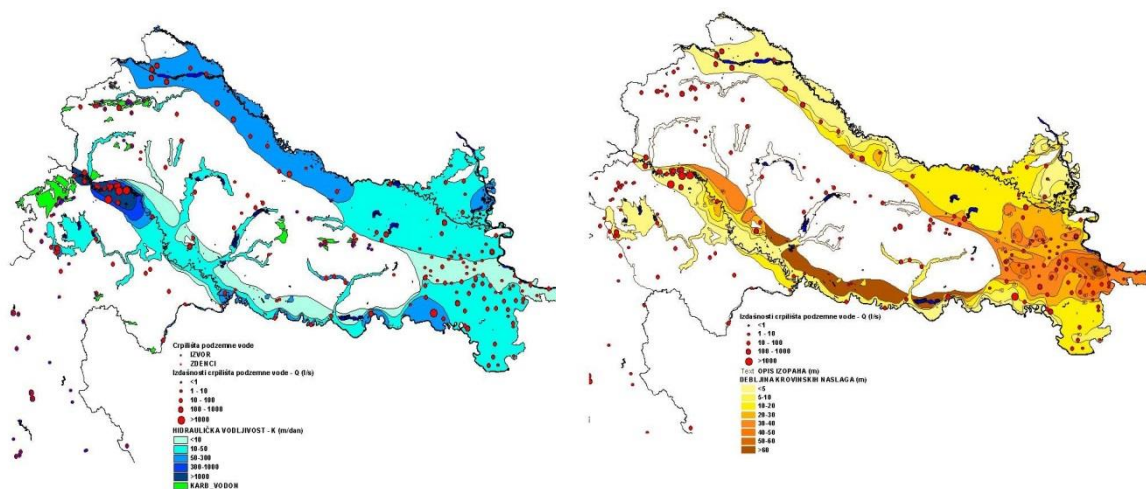 Crpilišta podzemne vode
IZVOR
ZDENCI
Izdašnosti crpilišta podzemne vode - Q (l/s)
<1
1 - 10
10 - 100
100 - 1000
>1000
HIDRAULIČKA VODLJIVOST - K (m/dan)
<10
10-50
50-300
300-1000
>1000
KARB_VODON
Izdašnosti crpilišta podzemne vode - Q (l/s)
<1
1 - 10
10 - 100
100 - 1000
>1000
Text OPIS IZOPAHA (m)
DEBLJINA KROVINSKIH NASLAGA (m)
<5
5-10
10-20
20-30
30-40
40-50
50-60
>60